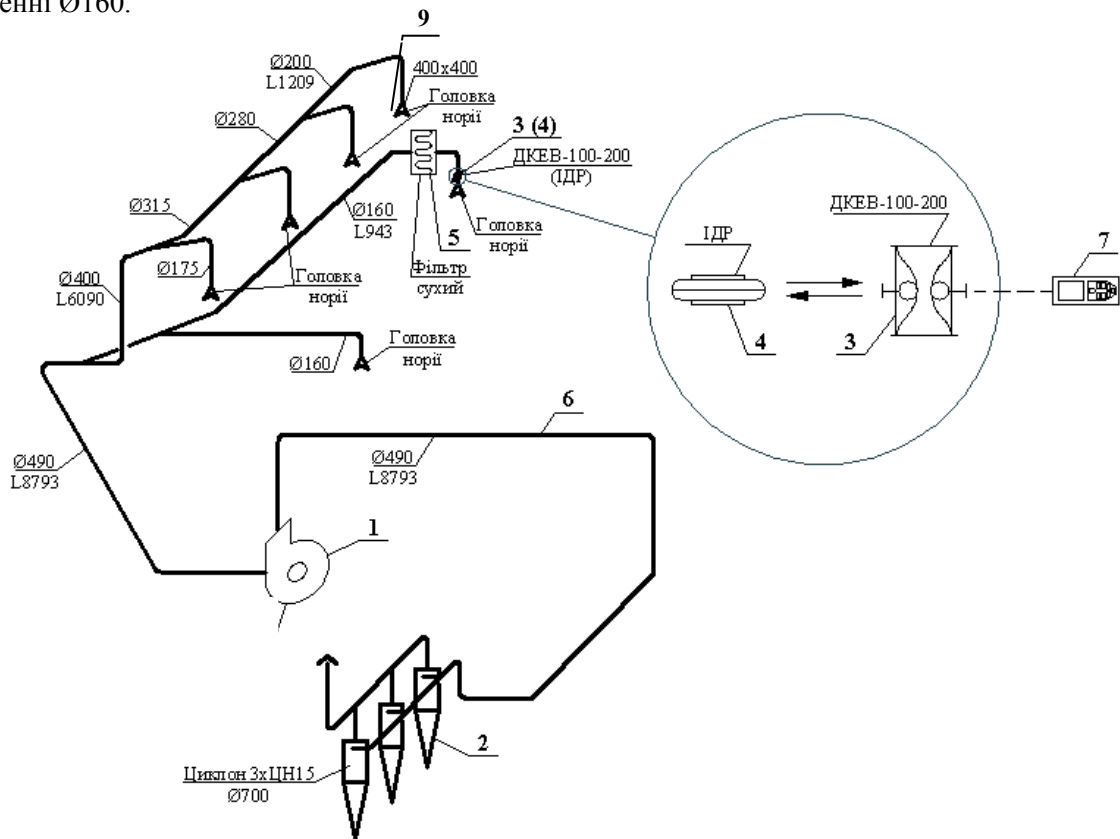 енні Ø160.
9
Ø200
L1209
400x400
Головка
норії
Ø280
3 (4)
ДКЕВ-100-200
(ІДР)
Ø315
Ø160
L943
5
Головка
норії
ДКЕВ-100-200
ІДР
7
Ø400
L6090
Ø175
Головка
норії
Фільтр
сухий
4
3
Ø160
Головка
норії
6
Ø490
L8793
Ø490
L8793
1
2
Циклон 3хЦН15
Ø700